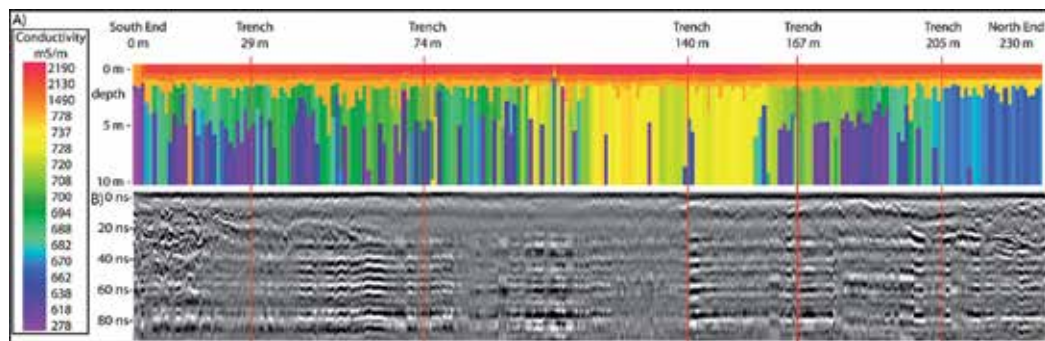 A)
South End
0 m
Trench
29 m
Trench
74 m
Trench
140 m
Trench
167 m
Trench
205 m
North End
230 m
Conductivity
mS/m
2190
2130
1490
778
737
728
720
708
700
694
688
682
670
662
638
618
278
0 m
depth
5 m
10 m
B)
0 ns
20 ns
40 ns
60 ns
80 ns